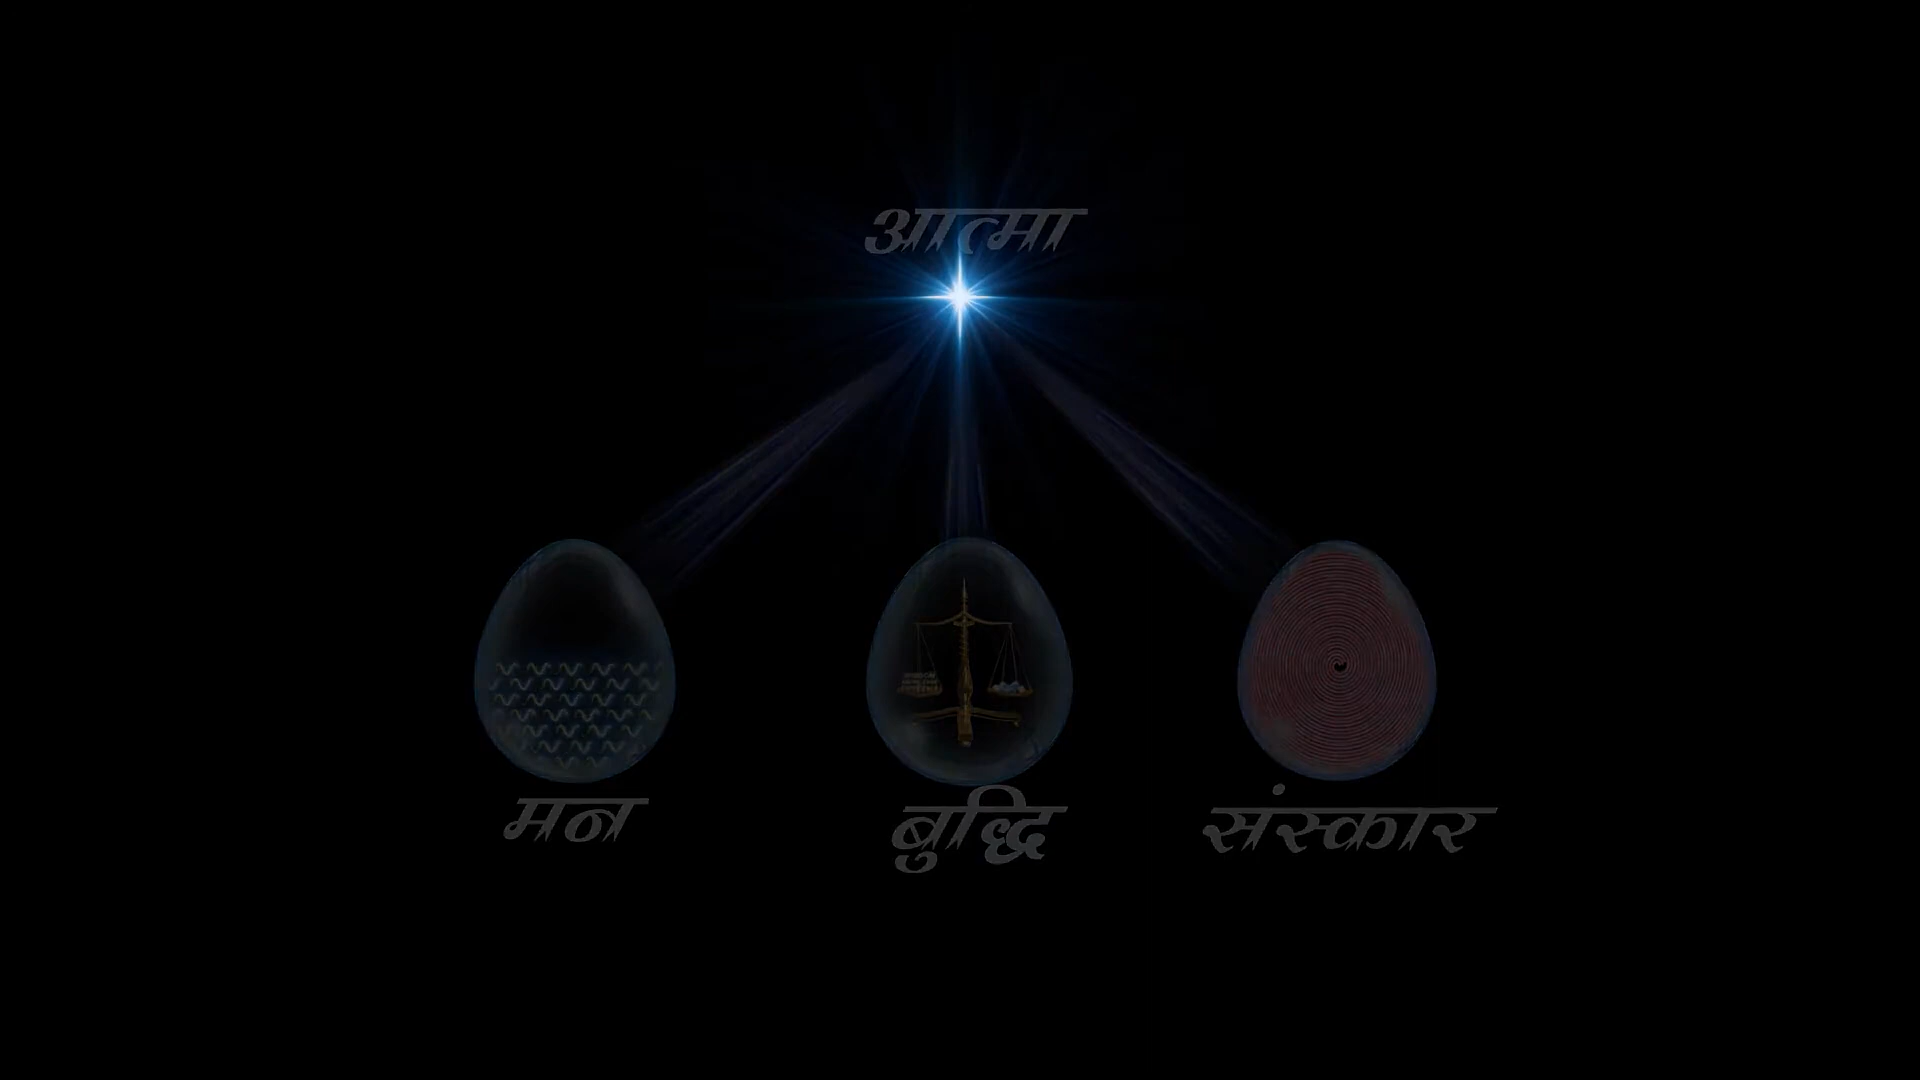 आत्मा
मन
बुद्धि
संस्कार